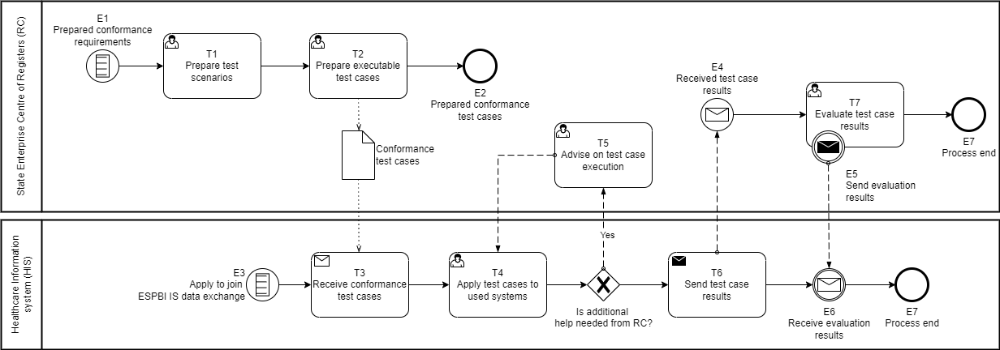 State Enterprise Centre of Registers (RC)
E1
Prepared conformance
requirements
T1
Prepare test
scenarios
T2
Prepare executable
test cases
E2
Prepared conformance
test cases
Conformance
test cases
T5
Advise on test case
execution
E4
Received test case
results
T7
Evaluate test case
results
E5
Send evaluation
results
E7
Process end
Healthcare Information
system (HIS)
E3
Apply to join
ESPBI IS data exchange
T3
Receive conformance
test cases
T4
Apply test cases to
used systems
Yes
Is additional
help needed from RC?
T6
Send test case
results
E6
Receive evaluation
results
E7
Process end